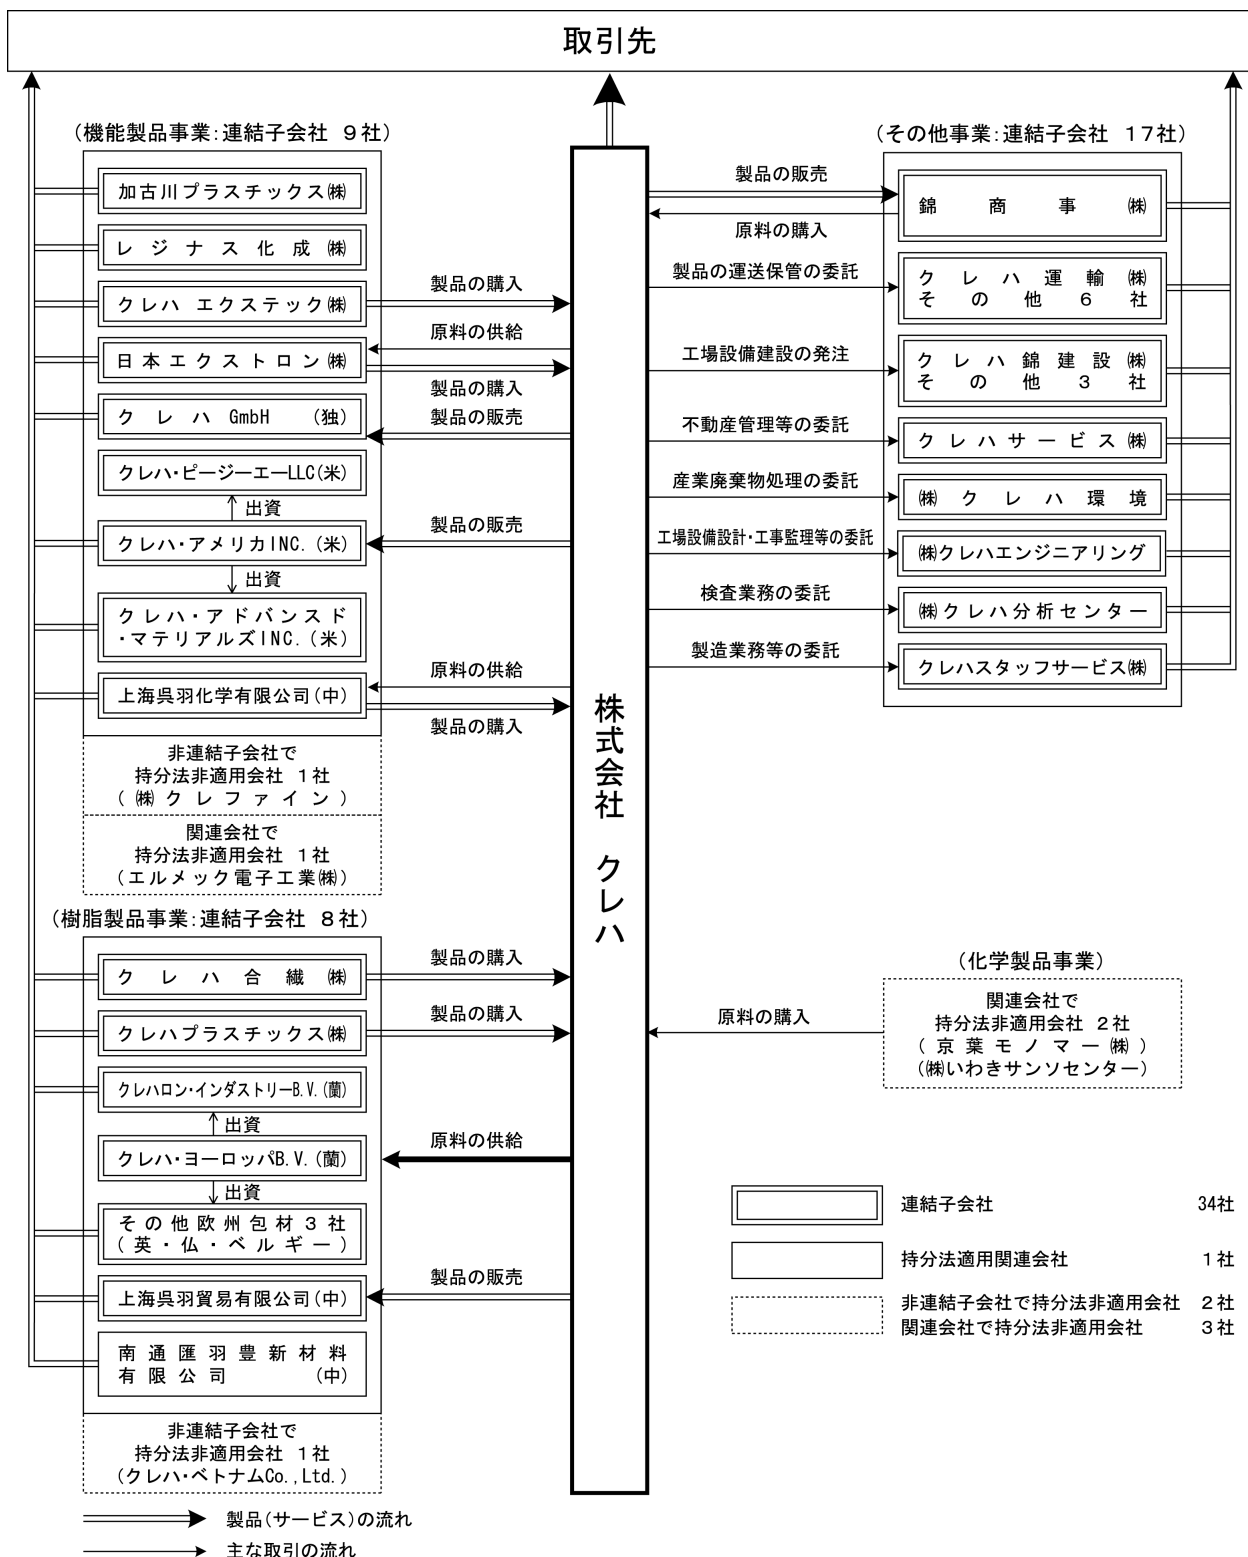 取引先
(機能製品事業:連結子会社 9社)
加古川プラスチックス㈱
レジナス化成㈱
クレハ エクステック㈱
日本エクストロン㈱
クレハ GmbH (独)
クレハ・ピージーエーLLC(米)
出資
クレハ・アメリカINC.(米)
出資
クレハ・アドバンスド
・マテリアルズINC.(米)
上海呉羽化学有限公司(中)
非連結子会社で
持分法非適用会社 1社
(㈱クレファイン)
関連会社で
持分法非適用会社 1社
(エルメック電子工業㈱)
製品の購入
原料の供給
製品の購入
製品の販売
製品の販売
原料の供給
製品の購入
(樹脂製品事業:連結子会社 8社)
クレハ合繊㈱
クレハプラスチックス㈱
クレハロン・インダストリーB.V.(蘭)
出資
クレハ・ヨーロッパB.V.(蘭)
出資
その他欧州包材3社
(英・仏・ベルギー)
上海呉羽貿易有限公司(中)
南通匯羽豊新材料
有限公司 (中)
非連結子会社で
持分法非適用会社 1社
(クレハ・ベトナムCo.,Ltd.)
製品の購入
製品の購入
原料の供給
製品の販売
株式会社 クレハ
(その他事業:連結子会社 17社)
製品の販売
原料の購入
製品の運送保管の委託
工場設備建設の発注
不動産管理等の委託
産業廃棄物処理の委託
工場設備設計・工事監理等の委託
検査業務の委託
製造業務等の委託
錦商事㈱
クレハ運輸㈱
その他6社
クレハ錦建設㈱
その他3社
クレハサービス㈱
㈱クレハ環境
㈱クレハエンジニアリング
㈱クレハ分析センター
クレハスタッフサービス㈱
(化学製品事業)
原料の購入
関連会社で
持分法非適用会社 2社
(京葉モノマー㈱)
(㈱いわきサンソセンター)
連結子会社 34社
持分法適用関連会社 1社
非連結子会社で持分法非適用会社 2社
関連会社で持分法非適用会社 3社
製品(サービス)の流れ
主な取引の流れ